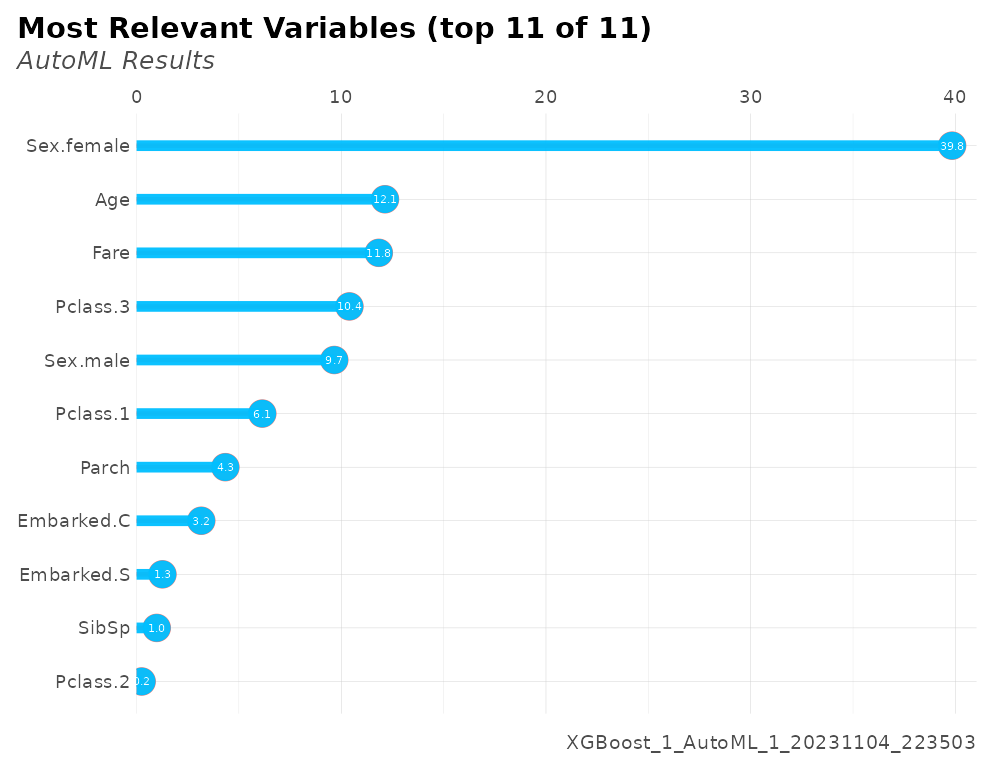 Most Relevant Variables (top 11 of 11)
AutoML Results
0 10 20 30 40
Sex.female 39.8
Age 12.1
Fare 11.8
Pclass.3 10.4
Sex.male 9.7
Pclass.1 6.1
Parch 4.3
Embarked.C 3.2
Embarked.S 1.3
SibSp 1.0
Pclass.2 0.2
XGBoost_1_AutoML_1_20231104_223503